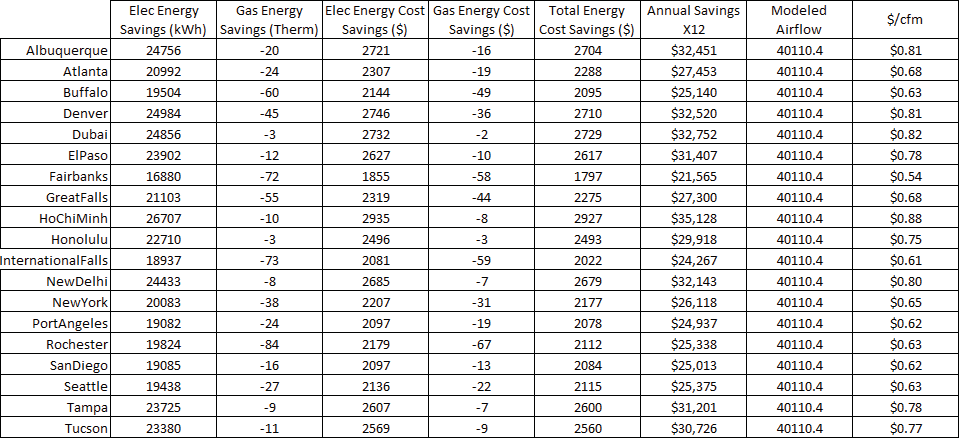 Elec Energy Gas Energy Elec Energy Cost Gas Energy Cost Total Energy Annual Savings Modeled $/cfm
Savings (kWh) Savings (Therm) Savings ($) Savings ($) Cost Savings ($) X12 Airflow
Albuquerque 24756 -20 2721 -16 2704 $32,451 40110.4 $0.81
Atlanta 20992 -24 2307 -19 2288 $27,453 40110.4 $0.68
Buffalo 19504 -60 2144 -49 2095 $25,140 40110.4 $0.63
Denver 24984 -45 2746 -36 2710 $32,520 40110.4 $0.81
Dubai 24856 -3 2732 -2 2729 $32,752 40110.4 $0.82
ElPaso 23902 -12 2627 -10 2617 $31,407 40110.4 $0.78
Fairbanks 16880 -72 1855 -58 1797 $21,565 40110.4 $0.54
GreatFalls 21103 -55 2319 -44 2275 $27,300 40110.4 $0.68
HoChiMinh 26707 -10 2935 -8 2927 $35,128 40110.4 $0.88
Honolulu 22710 -3 2496 -3 2493 $29,918 40110.4 $0.75
InternationalFalls 18937 -73 2081 -59 2022 $24,267 40110.4 $0.61
NewDelhi 24433 -8 2685 -7 2679 $32,143 40110.4 $0.80
NewYork 20083 -38 2207 -31 2177 $26,118 40110.4 $0.65
PortAngeles 19082 -24 2097 -19 2078 $24,937 40110.4 $0.62
Rochester 19824 -84 2179 -67 2112 $25,338 40110.4 $0.63
SanDiego 19085 -16 2097 -13 2084 $25,013 40110.4 $0.62
Seattle 19438 -27 2136 -22 2115 $25,375 40110.4 $0.63
Tampa 23725 -9 2607 -7 2600 $31,201 40110.4 $0.78
Tucson 23380 -11 2569 -9 2560 $30,726 40110.4 $0.77